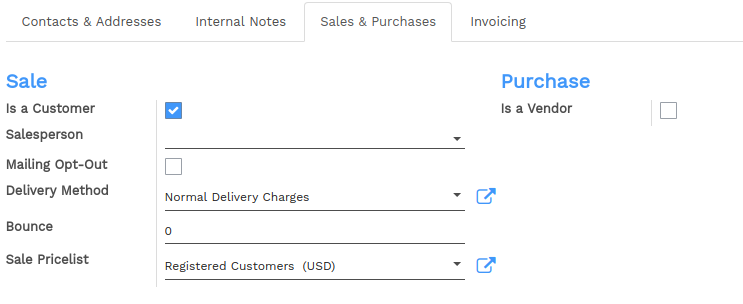 Contacts & Addresses Internal Notes Sales & Purchases Invoicing
Sale
Is a Customer
Salesperson
Mailing Opt-Out
Delivery Method Normal Delivery Charges
Bounce 0
Sale Pricelist Registered Customers (USD)
Purchase
Is a Vendor